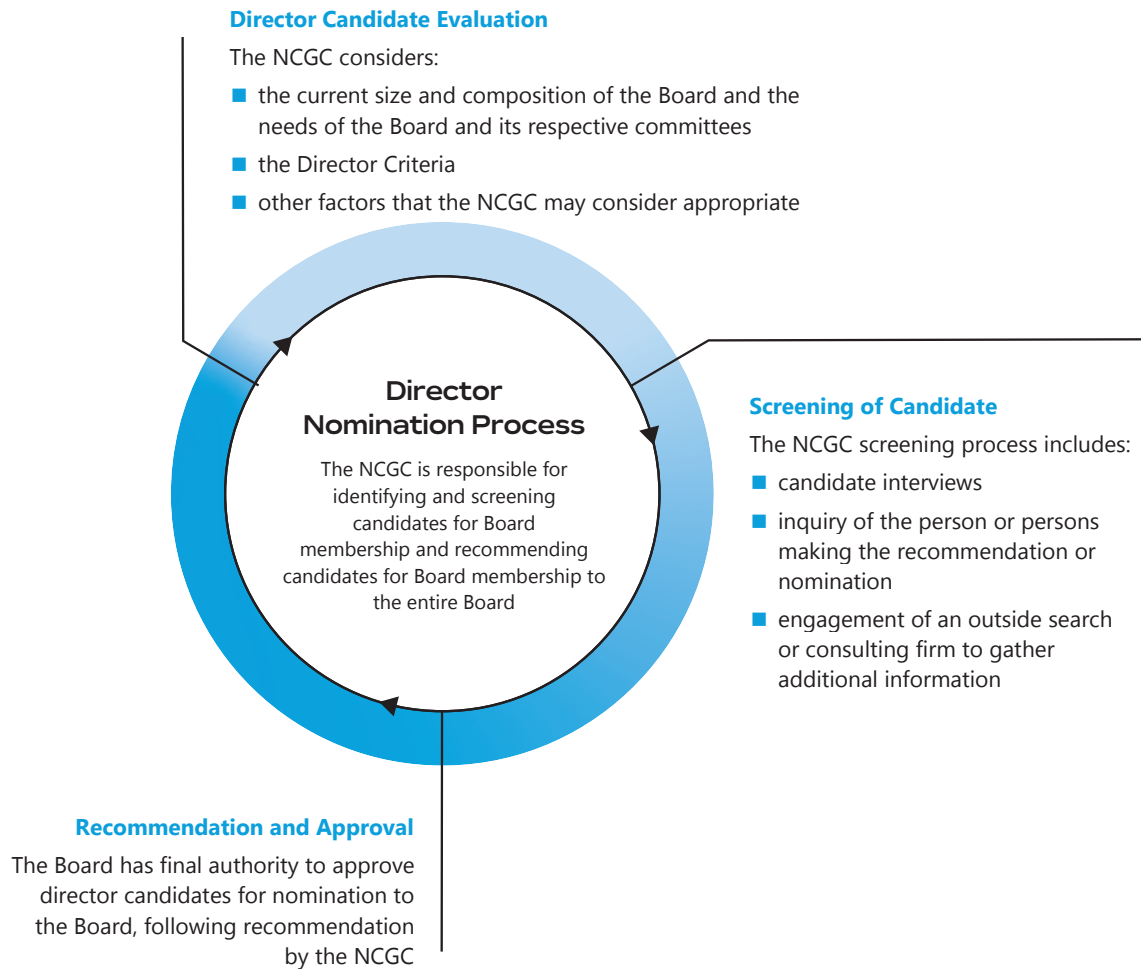 Director Candidate Evaluation
The NCGC considers:
■ the current size and composition of the Board and the
needs of the Board and its respective committees
■ the Director Criteria
■ other factors that the NCGC may consider appropriate
Director
Nomination Process
The NCGC is responsible for
identifying and screening
candidates for Board
membership and recommending
candidates for Board membership to
the entire Board
Screening of Candidate
The NCGC screening process includes:
■ candidate interviews
■ inquiry of the person or persons
making the recommendation or
nomination
■ engagement of an outside search
or consulting firm to gather
additional information
Recommendation and Approval
The Board has final authority to approve
director candidates for nomination to
the Board, following recommendation
by the NCGC